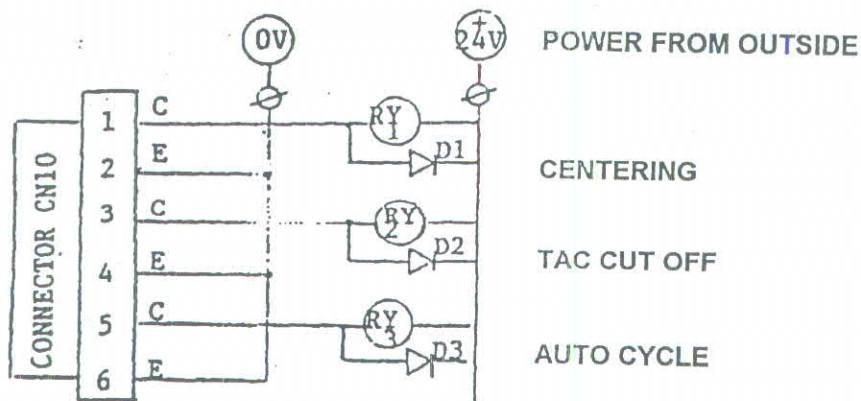 0V
+
24V
POWER FROM OUTSIDE
CONNECTOR CN10
1 C
RY
1
D1
2 E
CENTERING
3 C
RY
2
D2
4 E
TAC CUT OFF
5 C
RY
3
D3
6 E
AUTO CYCLE